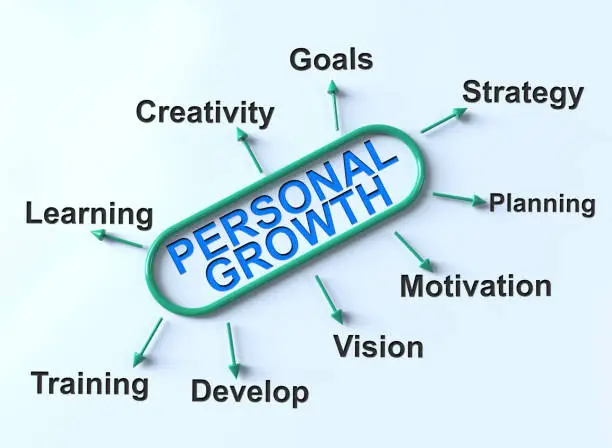 Goals
Strategy
Creativity
PERSONAL
GROWTH
Learning
Planning
Motivation
Vision
Training
Develop